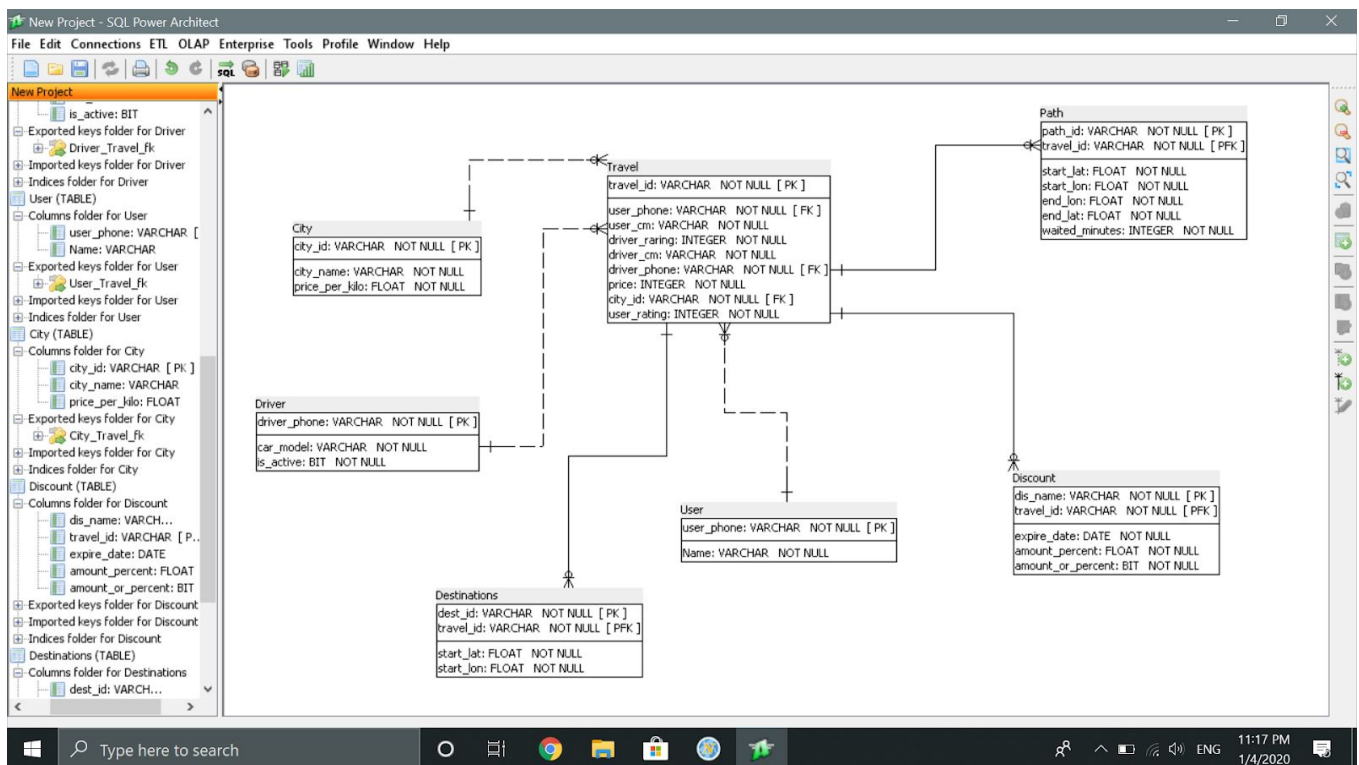 New Project - SQL Power Architect
File Edit Connections ETL OLAP Enterprise Tools Profile Window Help
SQL
New Project
is_active: BIT
Exported keys folder for Driver
Driver_Travel_fk
Imported keys folder for Driver
Indices folder for Driver
User (TABLE)
Columns folder for User
user_phone: VARCHAR [
Name: VARCHAR
Exported keys folder for User
User_Travel_fk
Imported keys folder for User
Indices folder for User
City (TABLE)
Columns folder for City
city_id: VARCHAR [ PK ]
city_name: VARCHAR
price_per_kilo: FLOAT
Exported keys folder for City
City_Travel_fk
Imported keys folder for City
Indices folder for City
Discount (TABLE)
Columns folder for Discount
dis_name: VARCH...
travel_id: VARCHAR [ P..
expire_date: DATE
amount_percent: FLOAT
amount_or_percent: BIT
Exported keys folder for Discount
Imported keys folder for Discount
Indices folder for Discount
Destinations (TABLE)
Columns folder for Destinations
dest_id: VARCH...
City
city_id: VARCHAR NOT NULL [ PK ]
city_name: VARCHAR NOT NULL
price_per_kilo: FLOAT NOT NULL
Travel
travel_id: VARCHAR NOT NULL [ PK ]
user_phone: VARCHAR NOT NULL [ FK ]
user_cm: VARCHAR NOT NULL
driver_raring: INTEGER NOT NULL
driver_cm: VARCHAR NOT NULL
driver_phone: VARCHAR NOT NULL [ FK ]
price: INTEGER NOT NULL
city_id: VARCHAR NOT NULL [ FK ]
user_rating: INTEGER NOT NULL
Path
path_id: VARCHAR NOT NULL [ PK ]
travel_id: VARCHAR NOT NULL [ PFK ]
start_lat: FLOAT NOT NULL
start_lon: FLOAT NOT NULL
end_lon: FLOAT NOT NULL
end_lat: FLOAT NOT NULL
waited_minutes: INTEGER NOT NULL
Driver
driver_phone: VARCHAR NOT NULL [ PK ]
car_model: VARCHAR NOT NULL
is_active: BIT NOT NULL
User
user_phone: VARCHAR NOT NULL [ PK ]
Name: VARCHAR NOT NULL
Discount
dis_name: VARCHAR NOT NULL [ PK ]
travel_id: VARCHAR NOT NULL [ PFK ]
expire_date: DATE NOT NULL
amount_percent: FLOAT NOT NULL
amount_or_percent: BIT NOT NULL
Destinations
dest_id: VARCHAR NOT NULL [ PK ]
travel_id: VARCHAR NOT NULL [ PFK ]
start_lat: FLOAT NOT NULL
start_lon: FLOAT NOT NULL
Type here to search
ENG
11:17 PM
1/4/2020